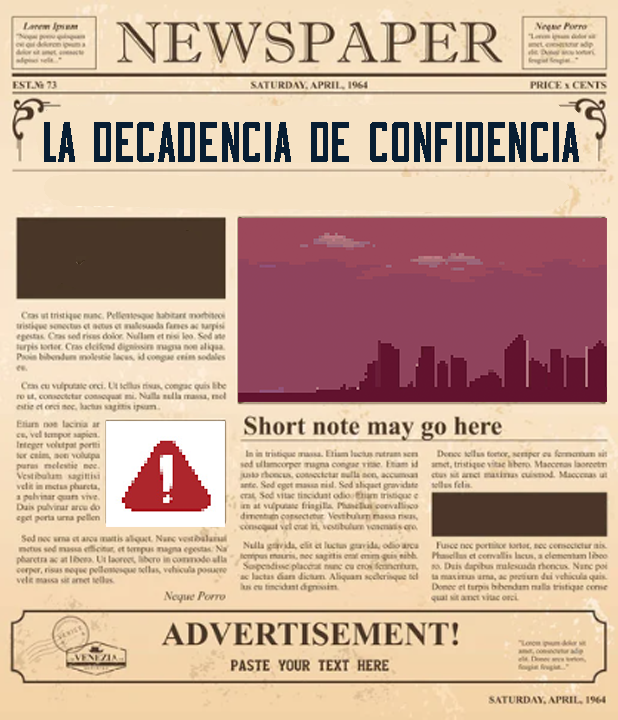 Lorem Ipsum
"Neque porro quisquam
est qui dolorem ipsum a
dolor sit amet, consecte
adipisci velit..."
NEWSPAPER
Neque Porro
"Lorem ipsum dolor sit
amet, consectetur adip
elit. Donec arcu tortori,
feugiat feugiat..."
EST.№ 73
SATURDAY, APRIL, 1964
PRICE x CENTS
LA DECADENCIA DE CONFIDENCIA
Cras ut tristique nunc. Pellentesque habitant morbiteoi
tristique senectus et netus et malesuada fames ac turpisi
egestas. Cras sed risus dolor. Nullam et nisi leo. Sed ute
turpis tortor. Cras eleifend dignissim magna non aliqua.
Proin bibendum molestie lacus, id congue enim sodales
eu.
Cras eu vulputate orci. Ut tellus risus, congue quis libe
ro ut, consectetur consequat mi. Nulla nulla massa, mol
estie et orci nec, luctus sagittis ipsum.
Etiam non lacinia ar
cu, vel tempor sapien.
Integer volutpat portti
tor enim, non volutpa
purus molestie nec.
Vestibulum sagittisi
velit in metus pharetra,
a pulvinar quam vive.
Duis pulvinar arcu do
eget porta urna pellen
!
Sed nec urna et arcu mattis aliquet. Nunc vestibulumai
metus sed massa efficitur, et tempus magna egestas. Na
pharetra ac at libero. Ut laoreet, libero in commodo ulla
corper, risus neque pellentesque tellus, vehicula posuere
velit massa sit amet tellus.
Neque Porro
Short note may go here
In in tristique massa. Etiam luctus rutrum sem
sed ullamcorper magna congue vitae. Etiam id
justo rhoncus, consectetur nulla non, accumsan
ante. Sed eget massa nisl. Sed aliquet gravidate
erat, Sed vitae tincidunt odio. Etiam tristique e
im at vulputate fringilla. Phasellus convallisco
dimentum consectetur. Vestibulum massa risus,
consequat vel erat in, vestibulum venenatis ero.
Nulla gravida, elit et luctus gravida, odio arca
tempus mauris, nec sagittis erat enim quis nibh.
Suspendisse placerat nunc eu eros fermentum,
ac luctus diam dictum. Aliquam scelerisque tel
lus eu tincidunt dignissim.
Donec tellus tortor, semper eu fermentum sit
amet, tristique vitae libero. Maecenas laoreetm
ets sit amet maximus euismod. Maecenas ut
tellus felis.
Fusce nec porttitor tortor, nec consectetur nis.
Phasellus et convallis lacus, a elementum libeo
ro. Duis dapibus malesuada rhoncus. Nunc poi
ta maximus urna, ac pretium dui vehicula quis.
Donec et turpis bibendum nulla tristique conse
quat sit amet vitae orci.
VENICE
VENEZIA
ADVERTISEMENT!
PASTE YOUR TEXT HERE
"Lorem ipsum dolor sit
amet, consectetur adip
elit. Donec arcu tortori,
feugiat feugiat..."
SATURDAY, APRIL, 1964